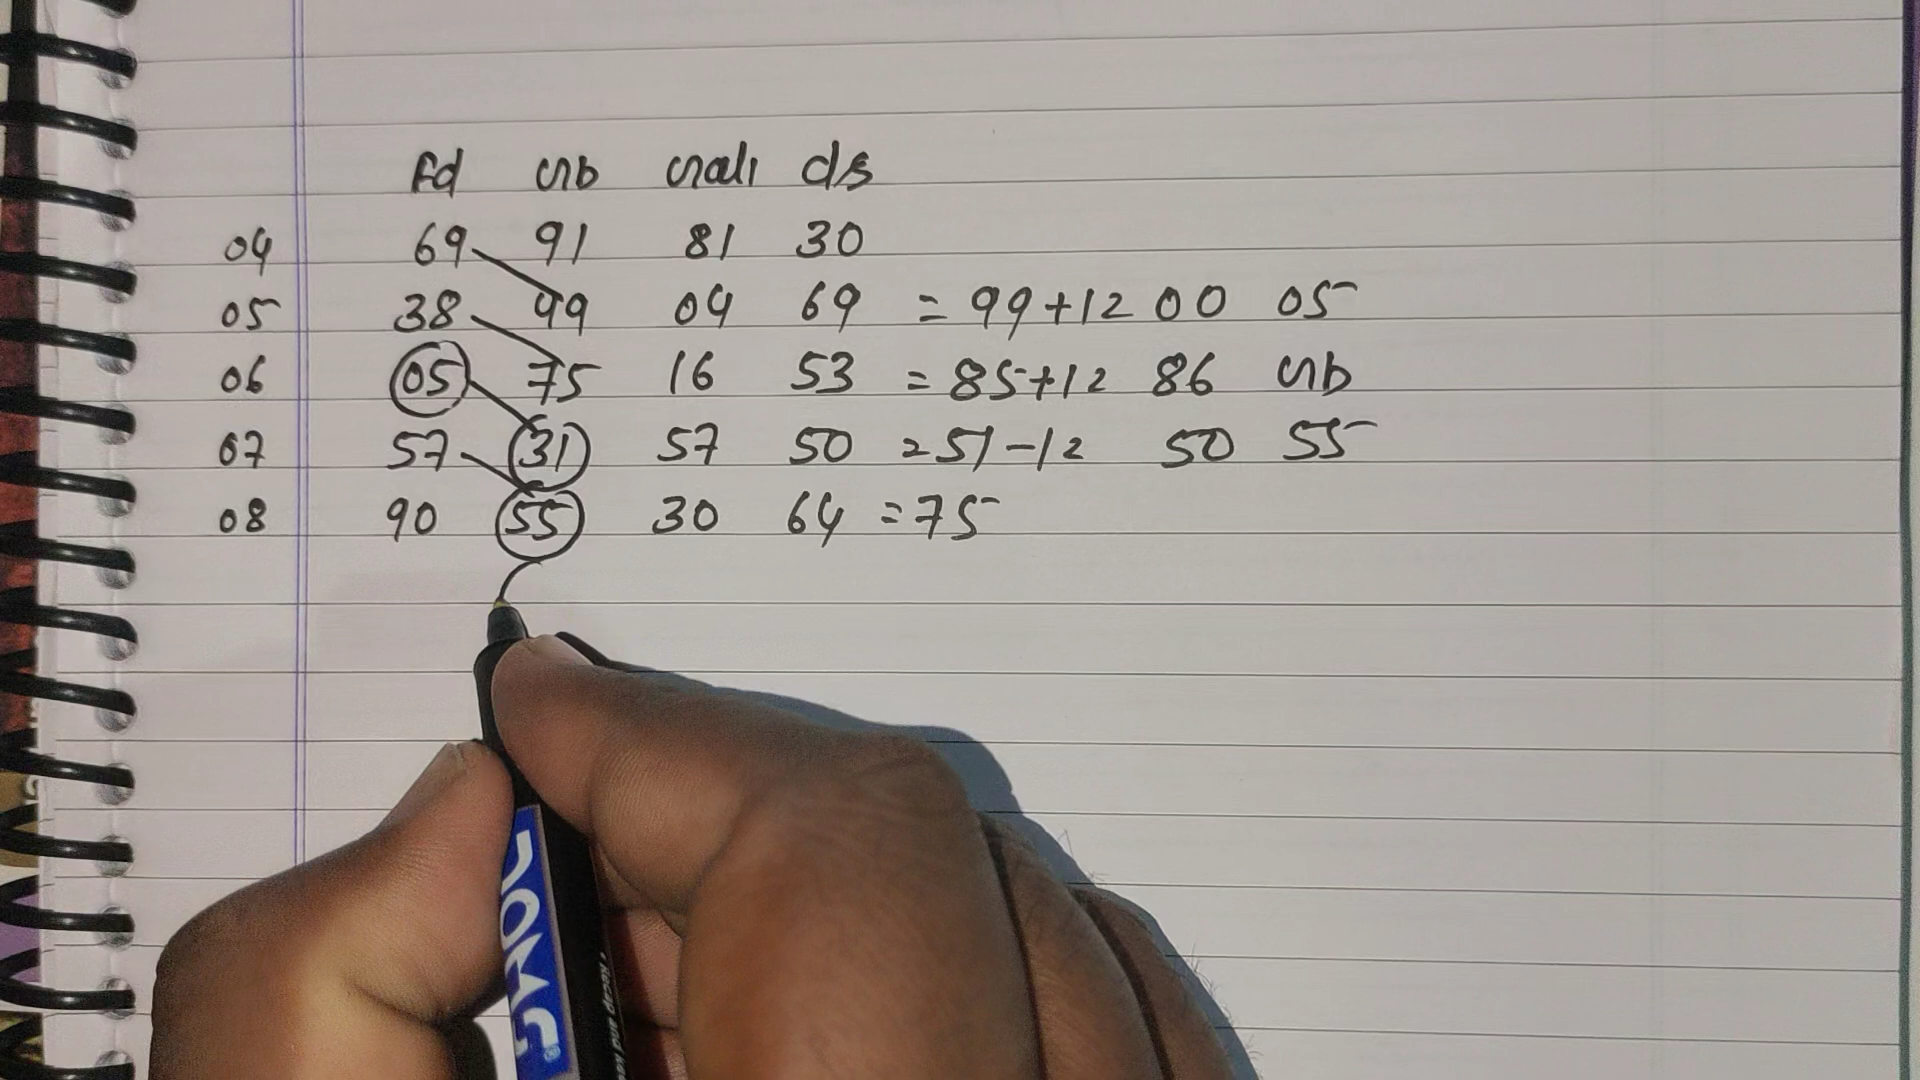 Fd GB Gali ds
04 69 91 81 30
05 38 99 04 69 = 99+12 00 05
06 05 75 16 53 = 85+12 86 GB
07 57 31 57 50 = 51-12 50 55
08 90 55 30 64 = 75
DOMS